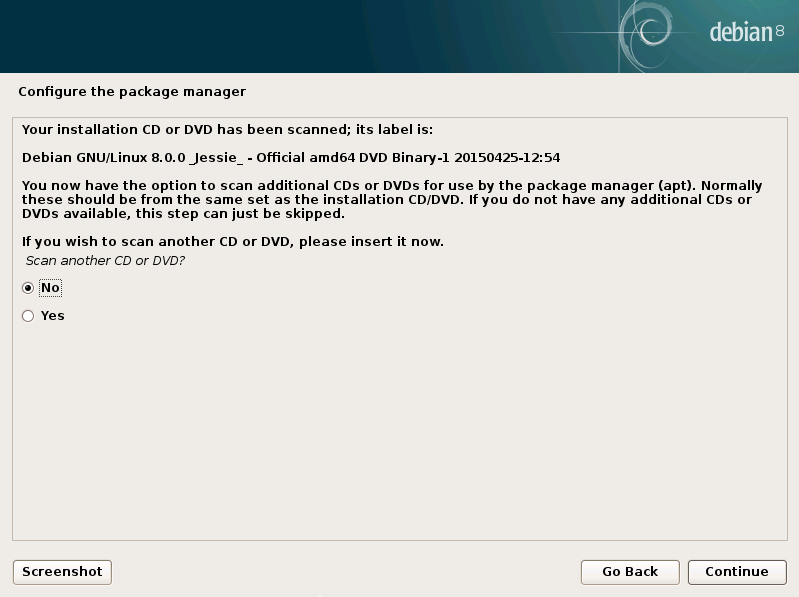 debian 8
Configure the package manager
Your installation CD or DVD has been scanned; its label is:
Debian GNU/Linux 8.0.0 _Jessie_ - Official amd64 DVD Binary-1 20150425-12:54
You now have the option to scan additional CDs or DVDs for use by the package manager (apt). Normally
these should be from the same set as the installation CD/DVD. If you do not have any additional CDs or
DVDs available, this step can just be skipped.
If you wish to scan another CD or DVD, please insert it now.
Scan another CD or DVD?
No
Yes
Screenshot Go Back Continue